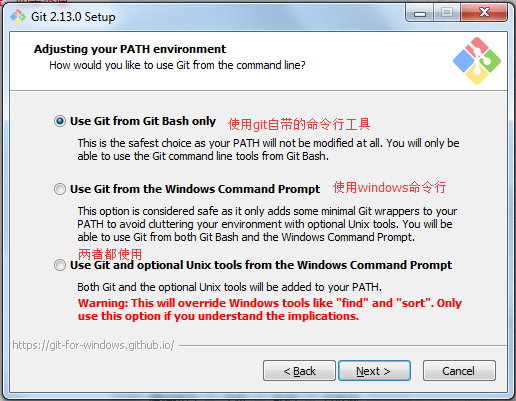 Git 2.13.0 Setup
Adjusting your PATH environment
How would you like to use Git from the command line?
Use Git from Git Bash only 使用git自带的命令行工具
This is the safest choice as your PATH will not be modified at all. You will only be
able to use the Git command line tools from Git Bash.
Use Git from the Windows Command Prompt 使用windows命令行
This option is considered safe as it only adds some minimal Git wrappers to your
PATH to avoid cluttering your environment with optional Unix tools. You will be
able to use Git from both Git Bash and the Windows Command Prompt.
两者都使用
Use Git and optional Unix tools from the Windows Command Prompt
Both Git and the optional Unix tools will be added to your PATH.
Warning: This will override Windows tools like "find" and "sort". Only
use this option if you understand the implications.
https://git-for-windows.github.io/
< Back Next > Cancel